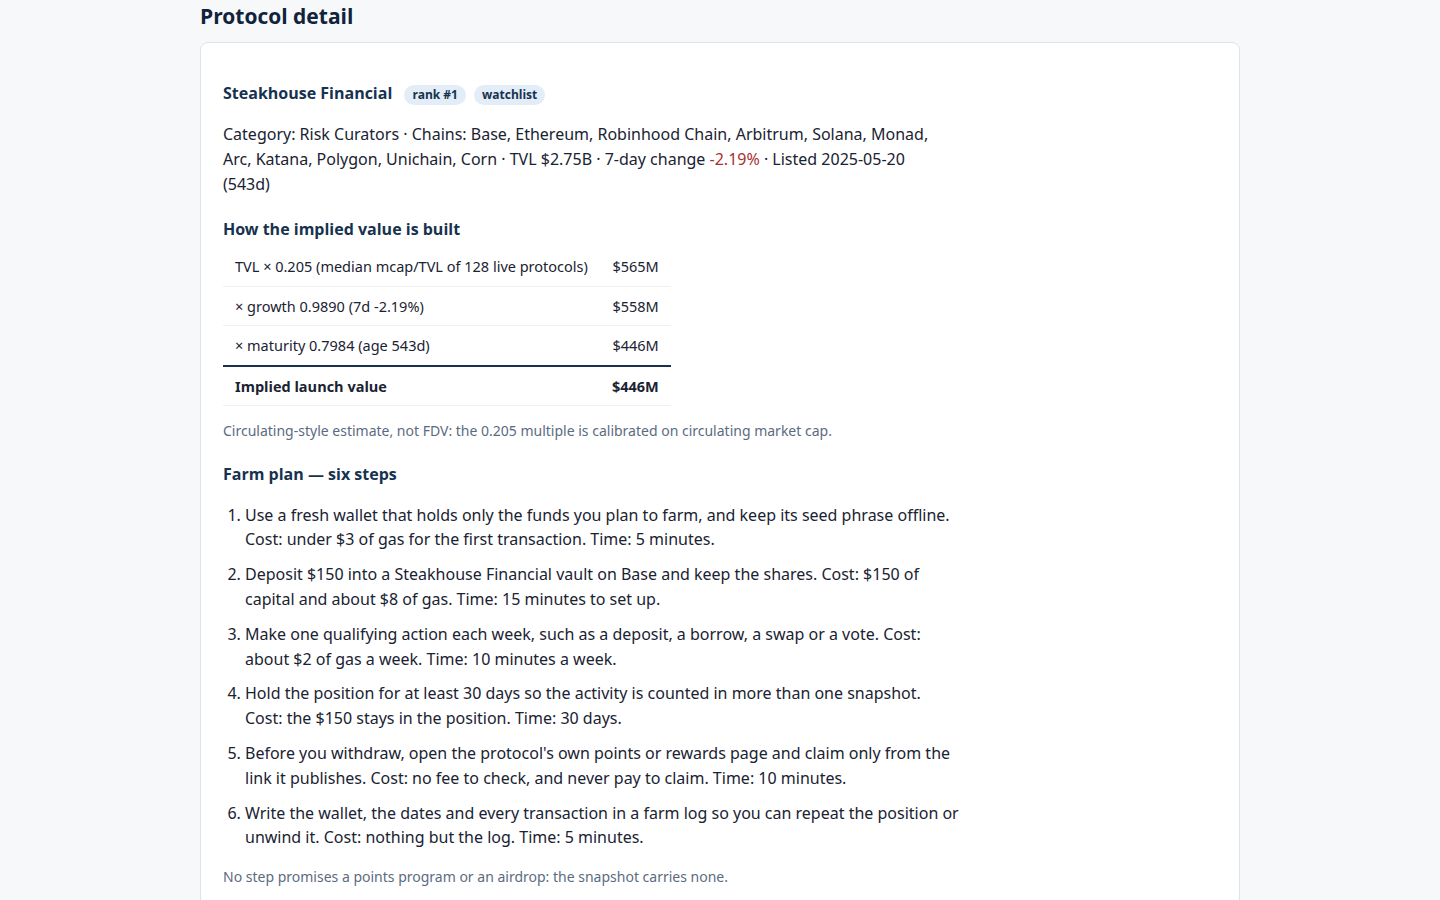 Protocol detail
Steakhouse Financial rank #1 watchlist
Category: Risk Curators · Chains: Base, Ethereum, Robinhood Chain, Arbitrum, Solana, Monad,
Arc, Katana, Polygon, Unichain, Corn · TVL $2.75B · 7-day change -2.19% · Listed 2025-05-20
(543d)
How the implied value is built
TVL × 0.205 (median mcap/TVL of 128 live protocols) $565M
× growth 0.9890 (7d -2.19%) $558M
× maturity 0.7984 (age 543d) $446M
Implied launch value $446M
Circulating-style estimate, not FDV: the 0.205 multiple is calibrated on circulating market cap.
Farm plan — six steps
1. Use a fresh wallet that holds only the funds you plan to farm, and keep its seed phrase offline.
Cost: under $3 of gas for the first transaction. Time: 5 minutes.
2. Deposit $150 into a Steakhouse Financial vault on Base and keep the shares. Cost: $150 of
capital and about $8 of gas. Time: 15 minutes to set up.
3. Make one qualifying action each week, such as a deposit, a borrow, a swap or a vote. Cost:
about $2 of gas a week. Time: 10 minutes a week.
4. Hold the position for at least 30 days so the activity is counted in more than one snapshot.
Cost: the $150 stays in the position. Time: 30 days.
5. Before you withdraw, open the protocol's own points or rewards page and claim only from the
link it publishes. Cost: no fee to check, and never pay to claim. Time: 10 minutes.
6. Write the wallet, the dates and every transaction in a farm log so you can repeat the position or
unwind it. Cost: nothing but the log. Time: 5 minutes.
No step promises a points program or an airdrop: the snapshot carries none.